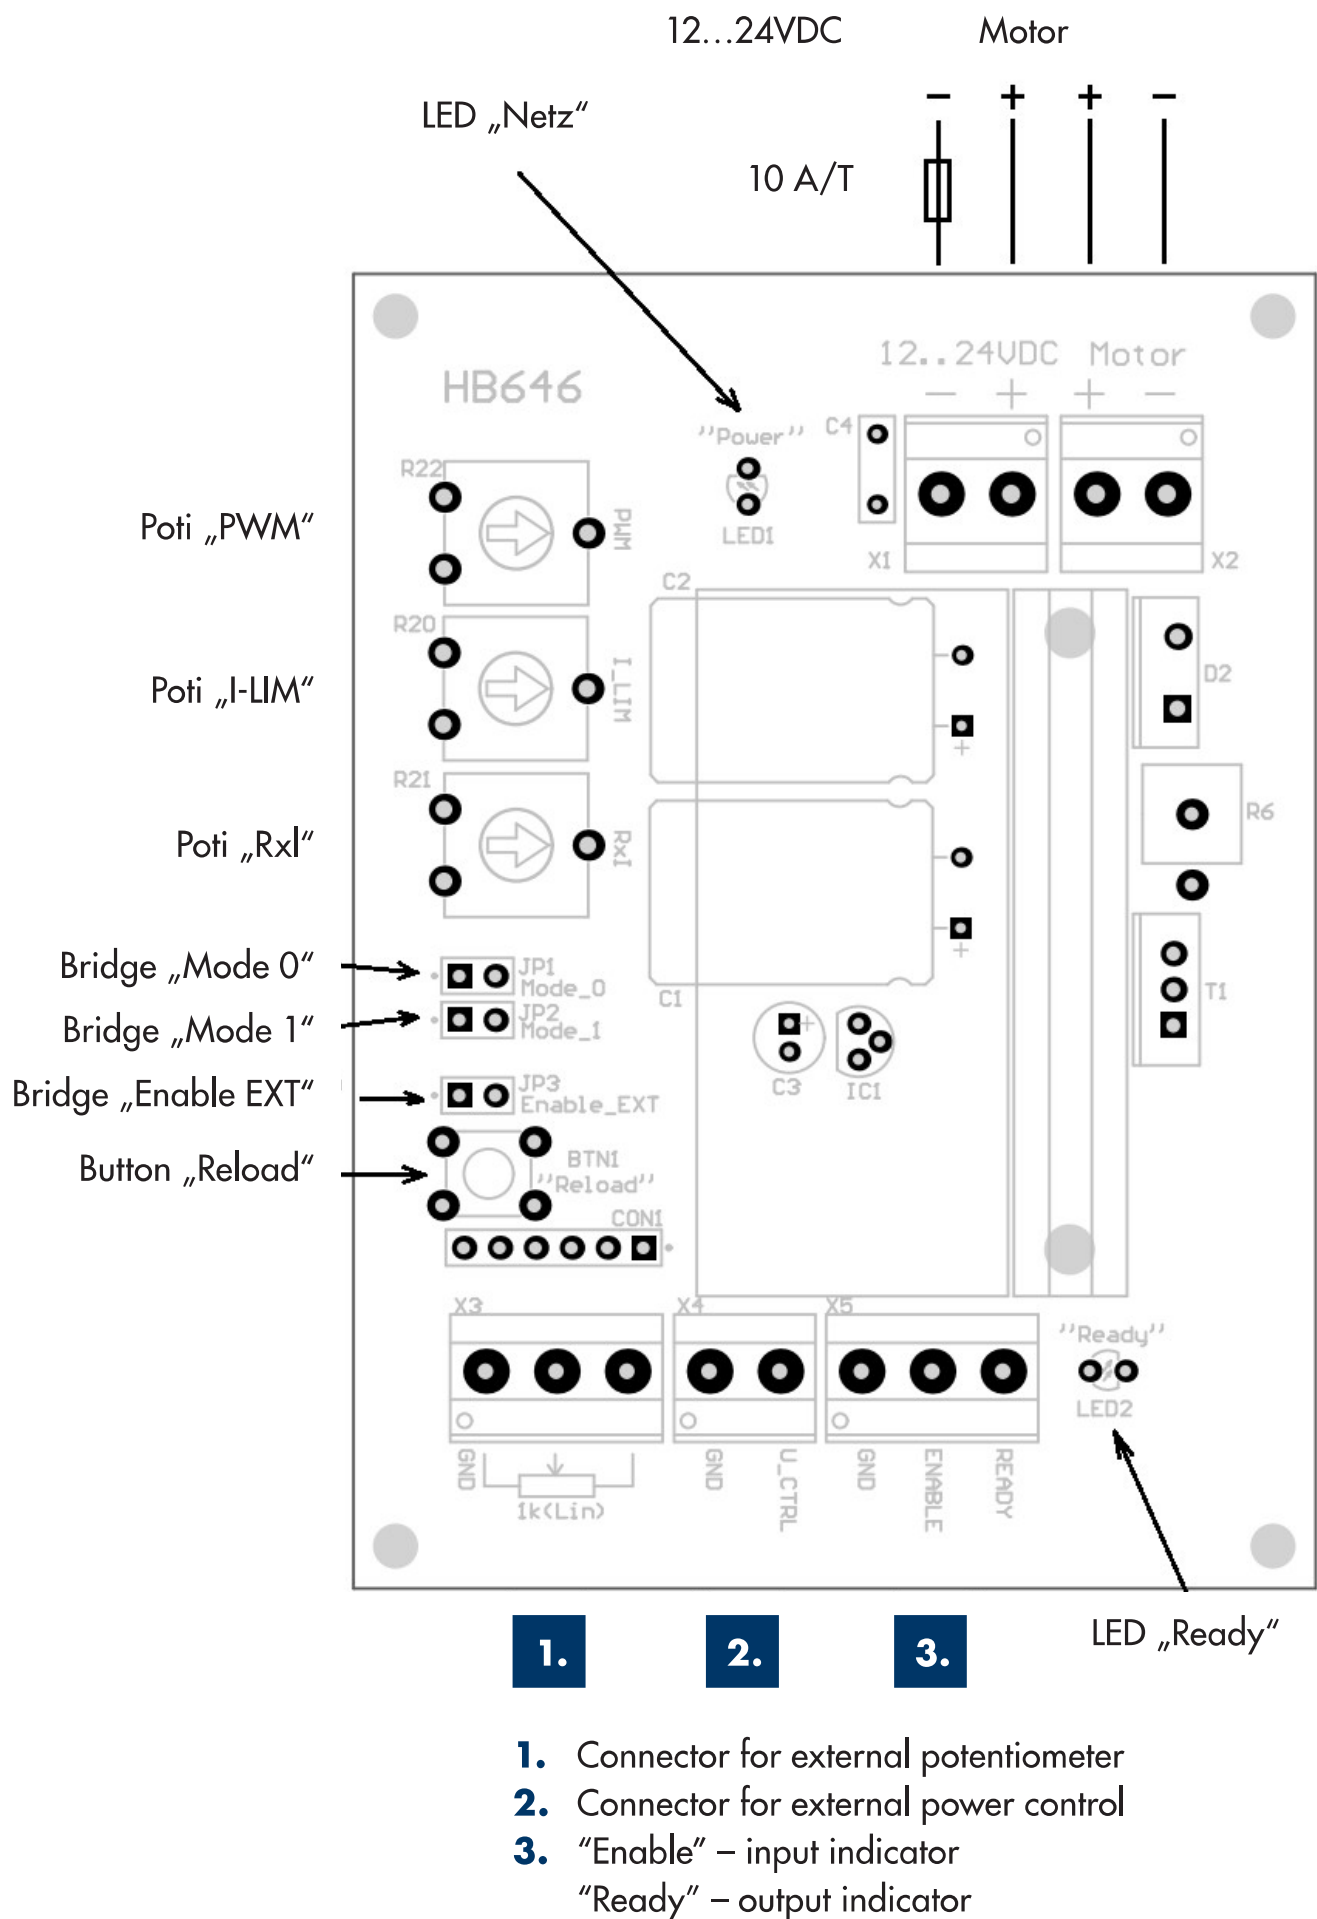 12...24VDC Motor
− + + −
LED „Netz“
10 A/T
12..24VDC Motor
− + + −
HB646
"Power"
C4
LED1
X1
X2
R22
PWM
Poti „PWM“
C2
R20
I_LIM
Poti „I-LIM“
D2
+
R21
RxI
Poti „RxI“
R6
+
Bridge „Mode 0“
JP1
Mode_0
C1
T1
Bridge „Mode 1“
JP2
Mode_1
+
C3
IC1
Bridge „Enable EXT“
JP3
Enable_EXT
Button „Reload“
BTN1
"Reload"
CON1
X3
X4
X5
"Ready"
LED2
GND
1k(Lin)
GND
U_CTRL
GND
ENABLE
READY
LED „Ready“
1.
2.
3.
1. Connector for external potentiometer
2. Connector for external power control
3. “Enable” – input indicator
“Ready” – output indicator